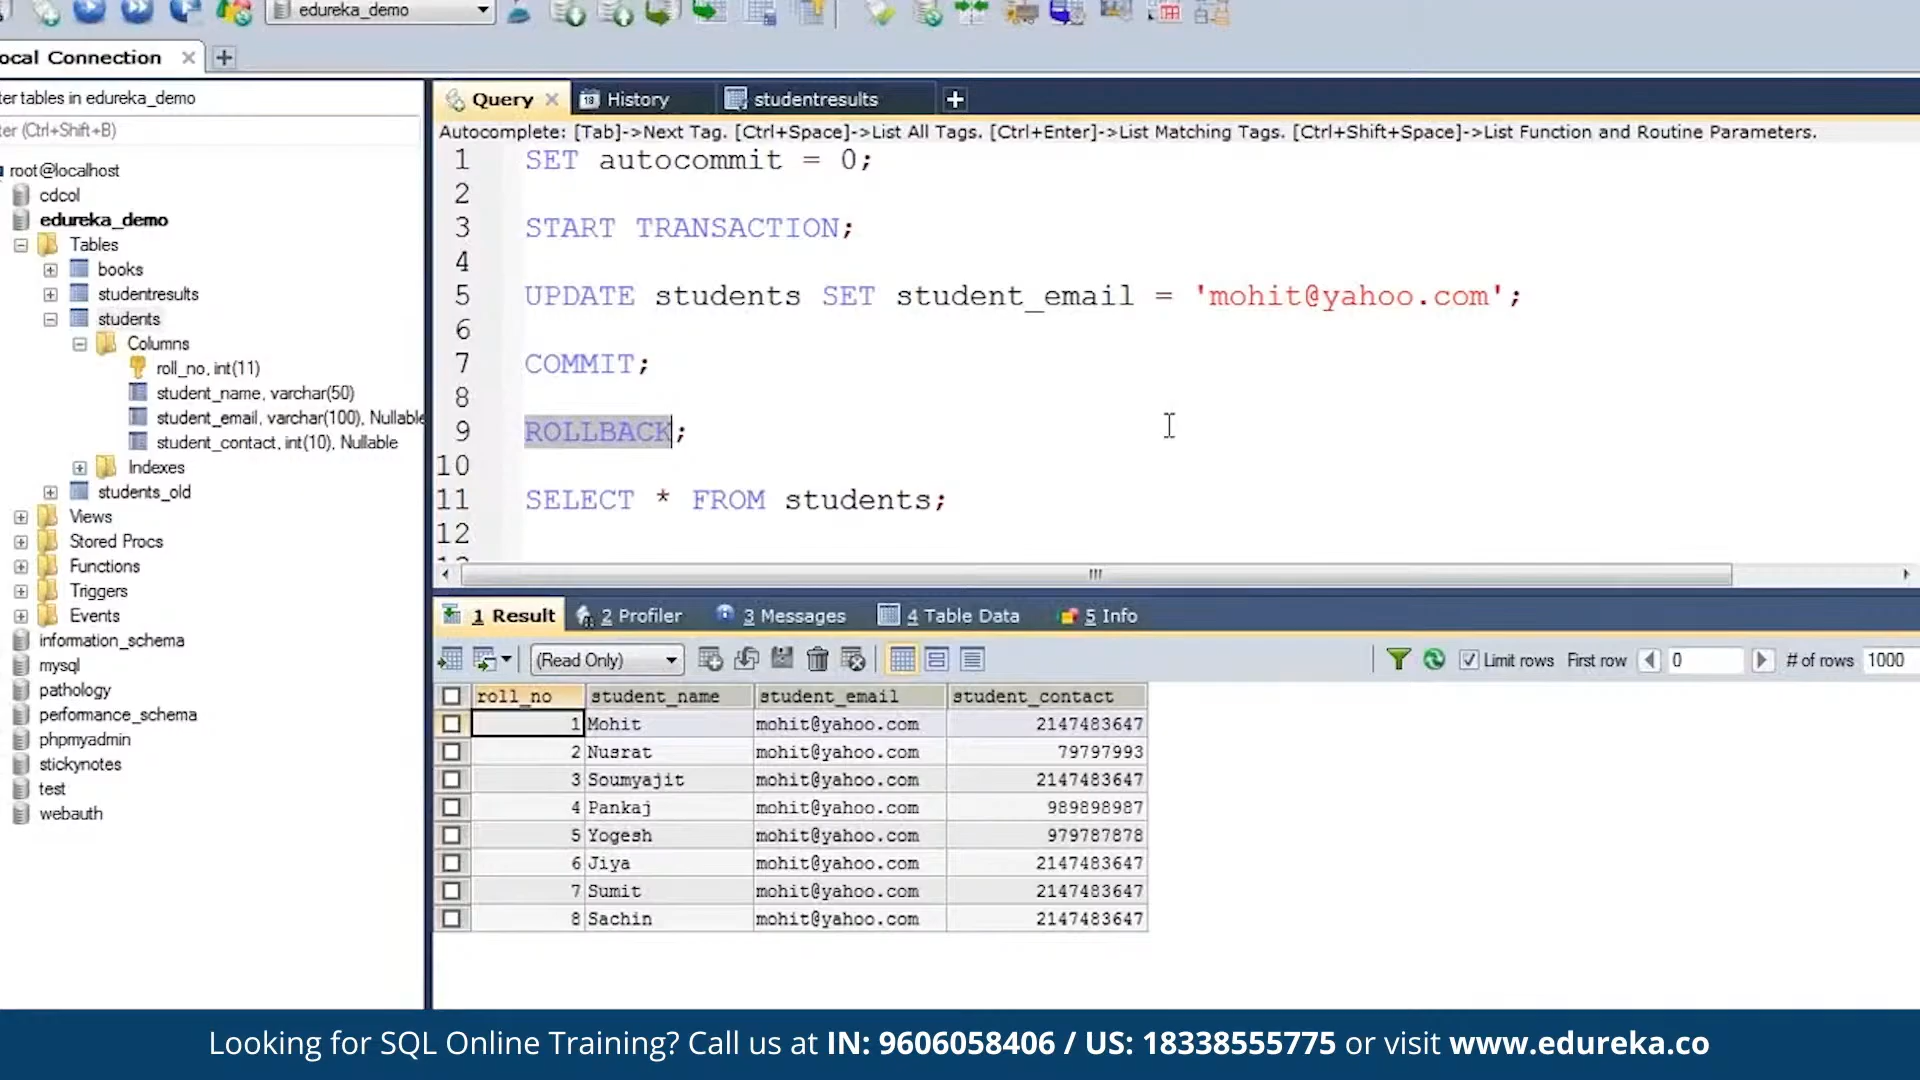 edureka_demo
ocal Connection
ter tables in edureka_demo
ter (Ctrl+Shift+B)
root@localhost
cdcol
edureka_demo
Tables
books
studentresults
students
Columns
roll_no, int(11)
student_name, varchar(50)
student_email, varchar(100), Nullable
student_contact, int(10), Nullable
Indexes
students_old
Views
Stored Procs
Functions
Triggers
Events
information_schema
mysql
pathology
performance_schema
phpmyadmin
stickynotes
test
webauth
Query History studentresults
Autocomplete: [Tab]->Next Tag. [Ctrl+Space]->List All Tags. [Ctrl+Enter]->List Matching Tags. [Ctrl+Shift+Space]->List Function and Routine Parameters.
1 SET autocommit = 0;
2
3 START TRANSACTION;
4
5 UPDATE students SET student_email = 'mohit@yahoo.com';
6
7 COMMIT;
8
9 ROLLBACK;
10
11 SELECT * FROM students;
12
1 Result 2 Profiler 3 Messages 4 Table Data 5 Info
(Read Only) Limit rows First row 0 # of rows 1000
roll_no student_name student_email student_contact
1 Mohit mohit@yahoo.com 2147483647
2 Nusrat mohit@yahoo.com 79797993
3 Soumyajit mohit@yahoo.com 2147483647
4 Pankaj mohit@yahoo.com 989898987
5 Yogesh mohit@yahoo.com 979787878
6 Jiya mohit@yahoo.com 2147483647
7 Sumit mohit@yahoo.com 2147483647
8 Sachin mohit@yahoo.com 2147483647
Looking for SQL Online Training? Call us at IN: 9606058406 / US: 18338555775 or visit www.edureka.co